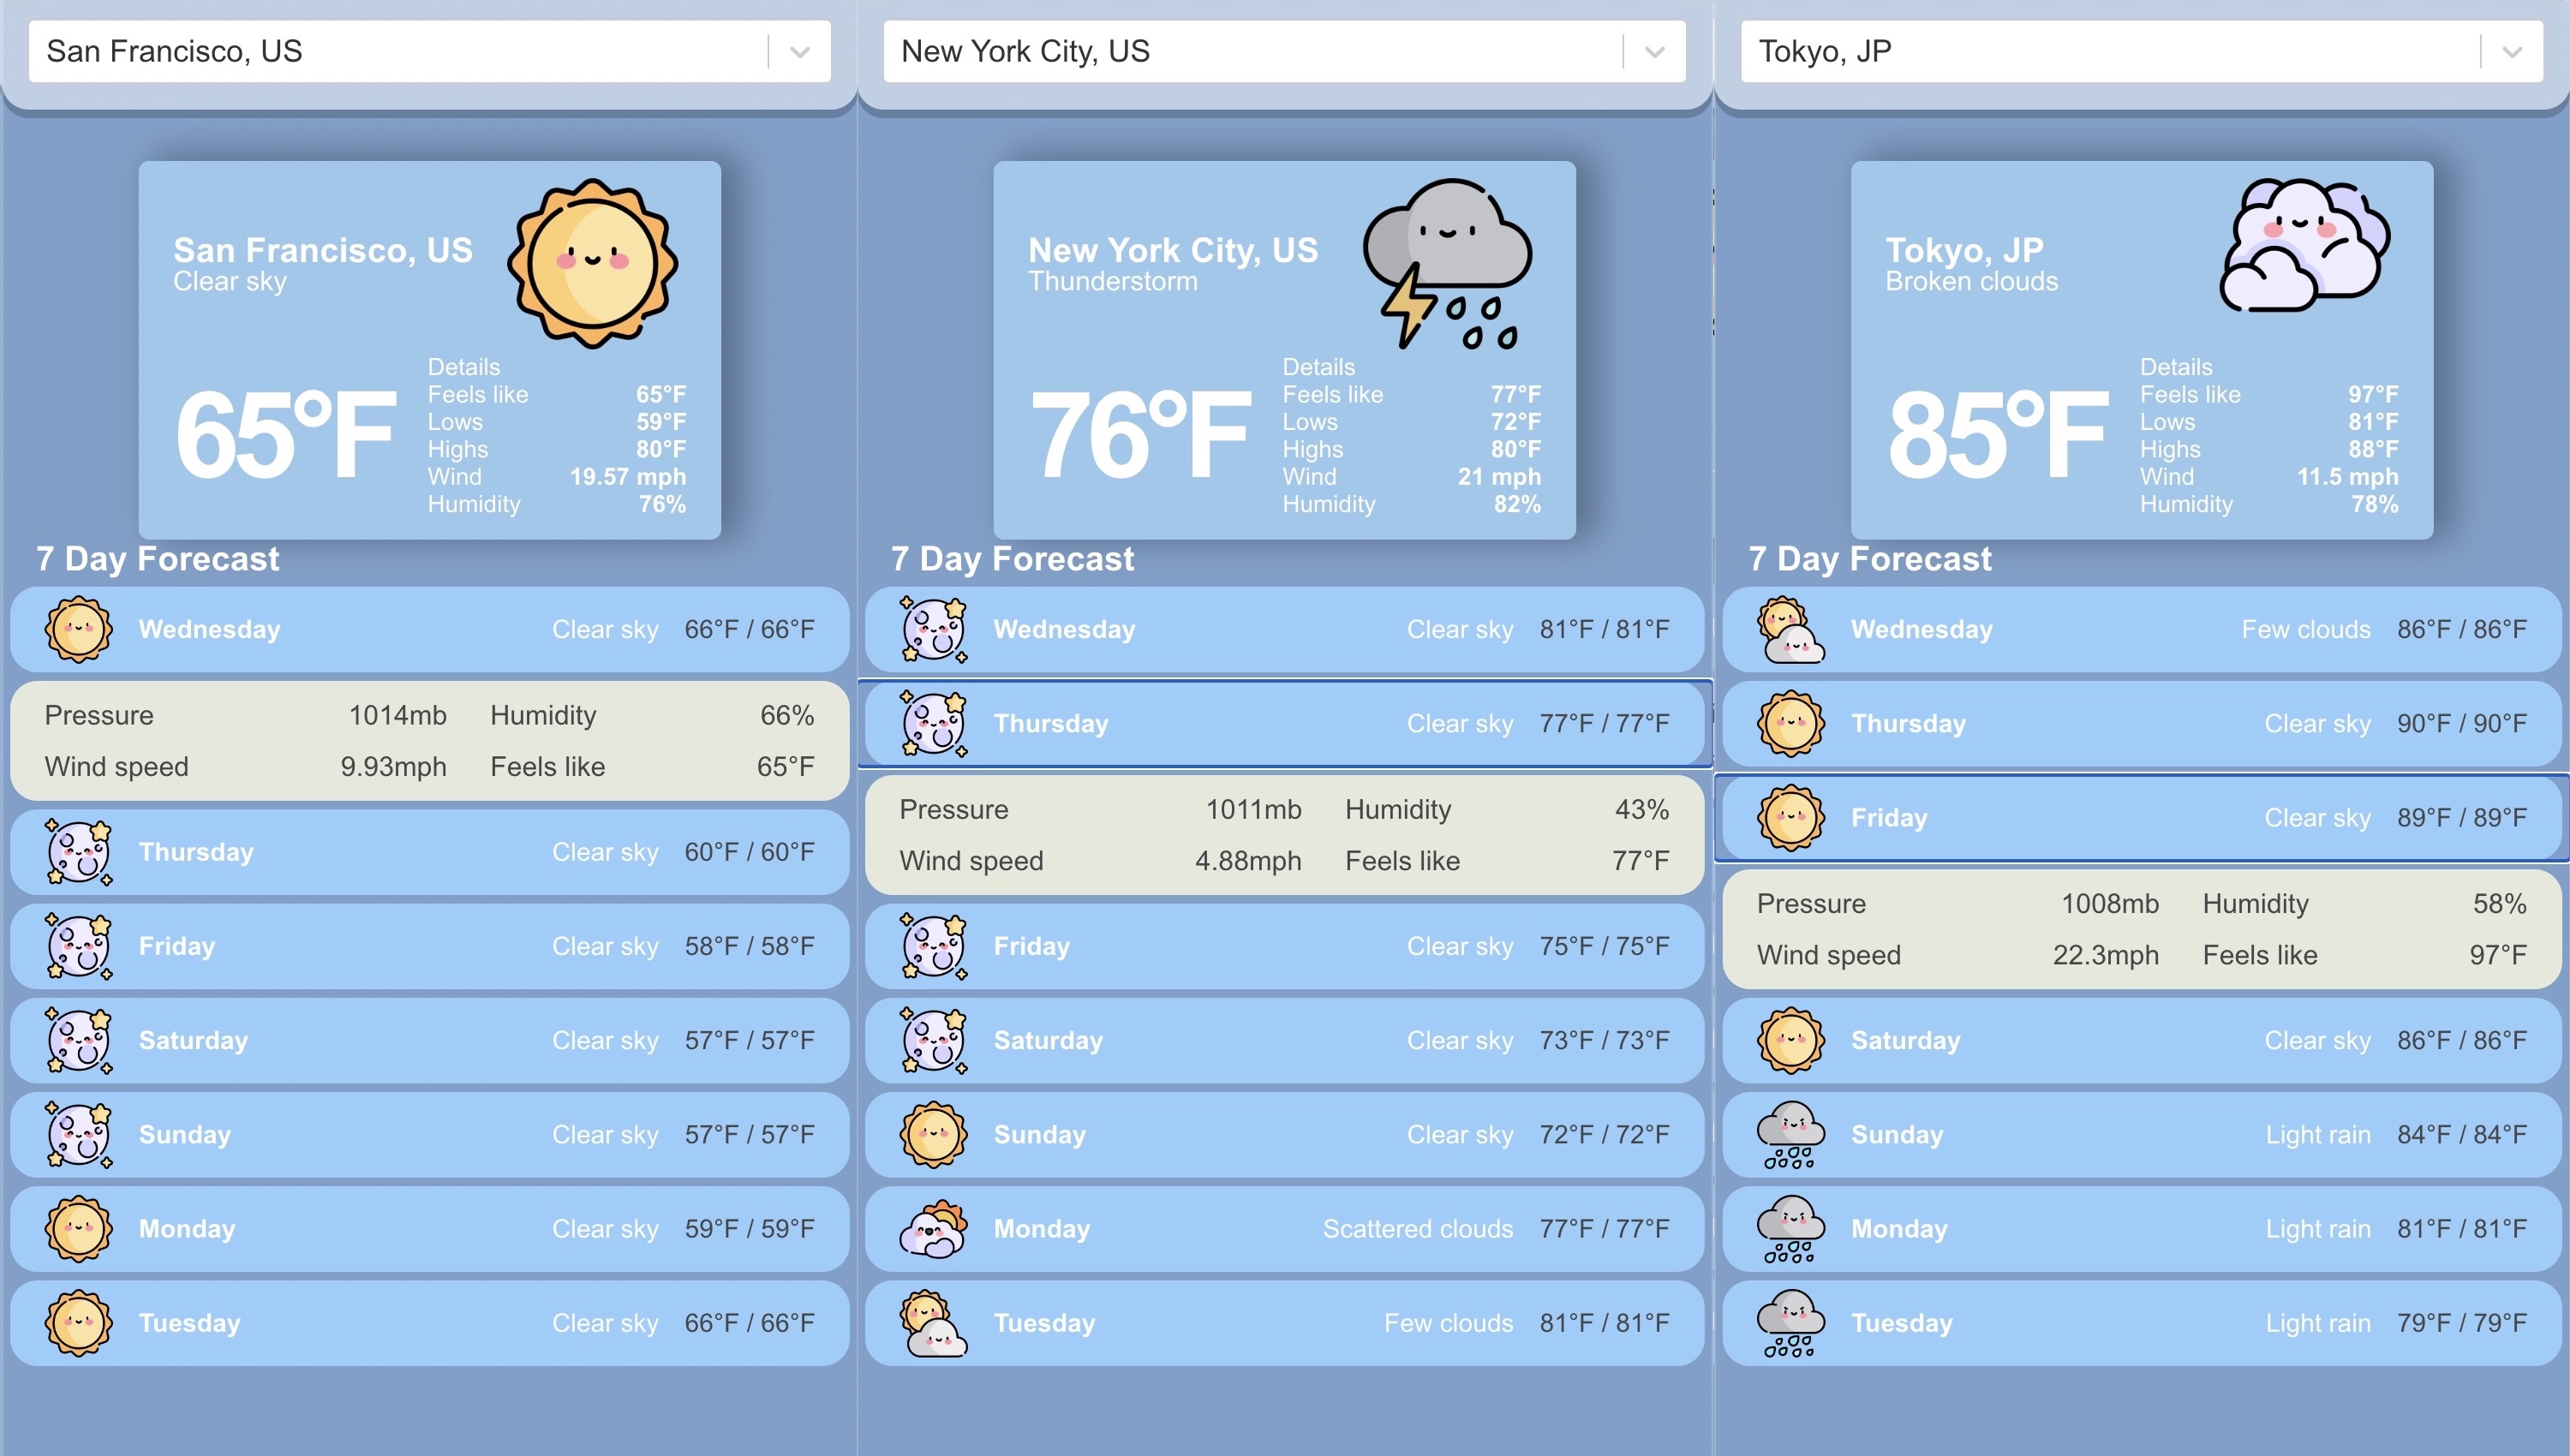 San Francisco, US
San Francisco, US
Clear sky
65°F
Details
Feels like 65°F
Lows 59°F
Highs 80°F
Wind 19.57 mph
Humidity 76%
7 Day Forecast
Wednesday Clear sky 66°F / 66°F
Pressure 1014mb Humidity 66%
Wind speed 9.93mph Feels like 65°F
Thursday Clear sky 60°F / 60°F
Friday Clear sky 58°F / 58°F
Saturday Clear sky 57°F / 57°F
Sunday Clear sky 57°F / 57°F
Monday Clear sky 59°F / 59°F
Tuesday Clear sky 66°F / 66°F
New York City, US
New York City, US
Thunderstorm
76°F
Details
Feels like 77°F
Lows 72°F
Highs 80°F
Wind 21 mph
Humidity 82%
7 Day Forecast
Wednesday Clear sky 81°F / 81°F
Thursday Clear sky 77°F / 77°F
Pressure 1011mb Humidity 43%
Wind speed 4.88mph Feels like 77°F
Friday Clear sky 75°F / 75°F
Saturday Clear sky 73°F / 73°F
Sunday Clear sky 72°F / 72°F
Monday Scattered clouds 77°F / 77°F
Tuesday Few clouds 81°F / 81°F
Tokyo, JP
Tokyo, JP
Broken clouds
85°F
Details
Feels like 97°F
Lows 81°F
Highs 88°F
Wind 11.5 mph
Humidity 78%
7 Day Forecast
Wednesday Few clouds 86°F / 86°F
Thursday Clear sky 90°F / 90°F
Friday Clear sky 89°F / 89°F
Pressure 1008mb Humidity 58%
Wind speed 22.3mph Feels like 97°F
Saturday Clear sky 86°F / 86°F
Sunday Light rain 84°F / 84°F
Monday Light rain 81°F / 81°F
Tuesday Light rain 79°F / 79°F